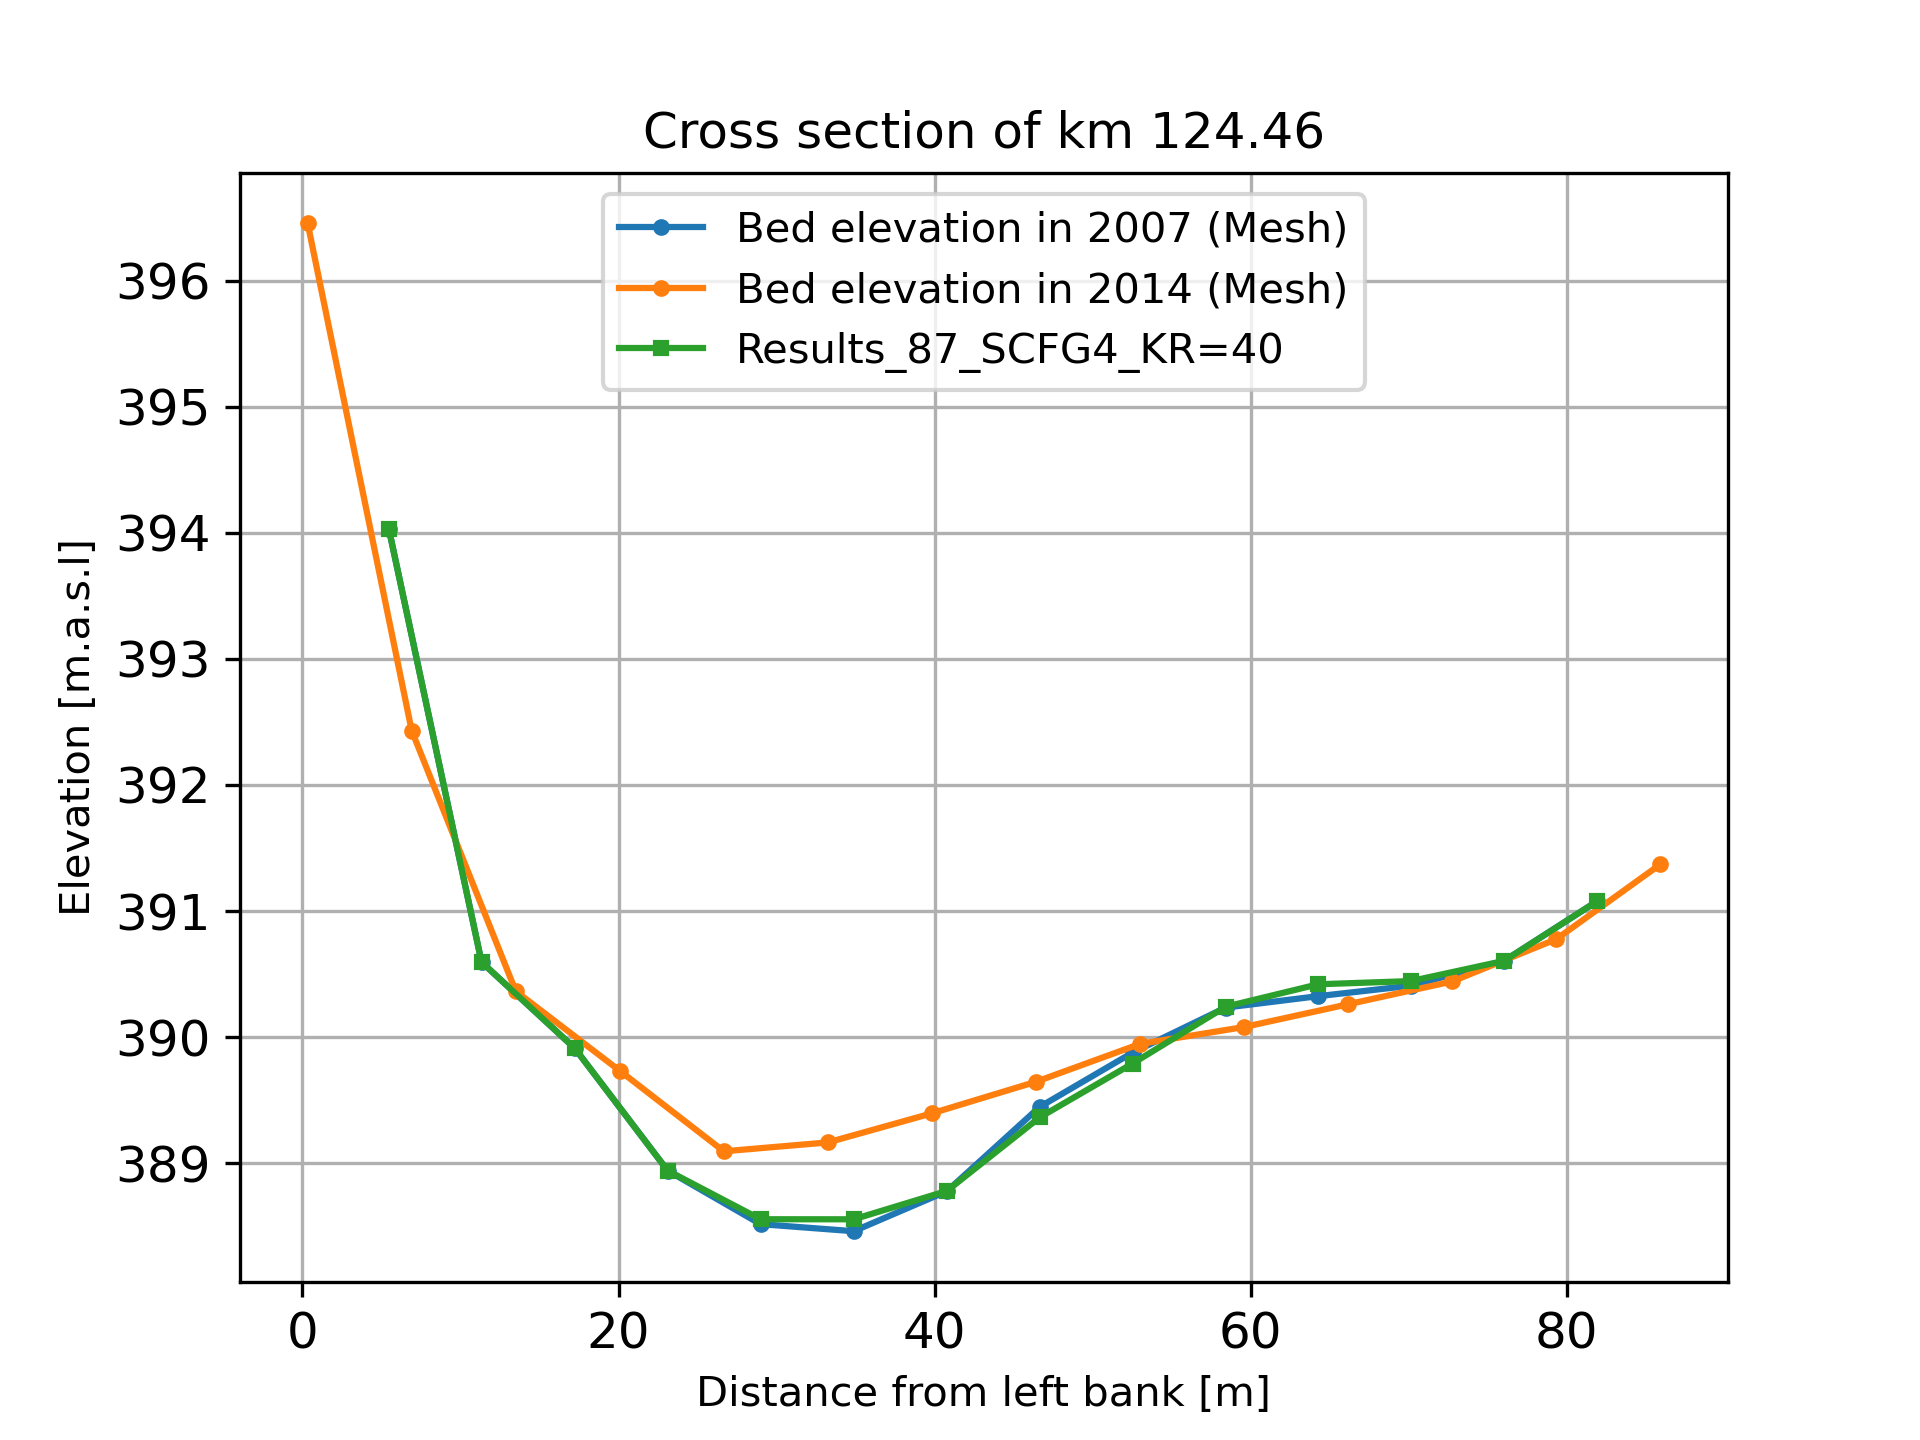 Cross section of km 124.46
Bed elevation in 2007 (Mesh)
Bed elevation in 2014 (Mesh)
Results_87_SCFG4_KR=40
Elevation [m.a.s.l]
396
395
394
393
392
391
390
389
0 20 40 60 80
Distance from left bank [m]